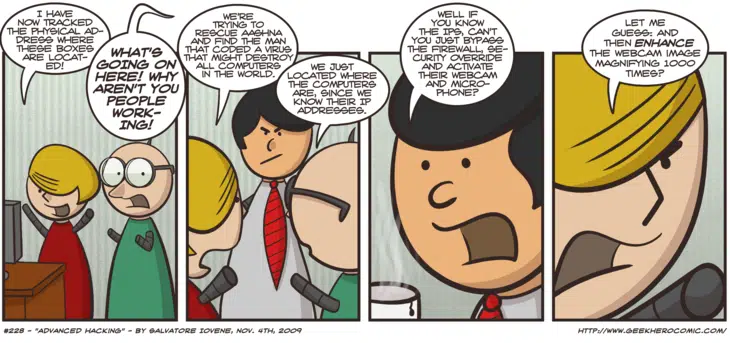 I HAVE
NOW TRACKED
THE PHYSICAL AD-
DRESS WHERE
THESE BOXES
ARE LOCAT-
ED!
WHAT'S
GOING ON
HERE! WHY
AREN'T YOU
PEOPLE
WORK-
ING!
WE'RE
TRYING TO
RESCUE AASHNA
AND FIND THE MAN
THAT CODED A VIRUS
THAT MIGHT DESTROY
ALL COMPUTERS
IN THE WORLD.
WE JUST
LOCATED WHERE
THE COMPUTERS
ARE, SINCE WE
KNOW THEIR IP
ADDRESSES.
WELL IF
YOU KNOW
THE IPS, CAN'T
YOU JUST BYPASS
THE FIREWALL, SE-
CURITY OVERRIDE
AND ACTIVATE
THEIR WEBCAM
AND MICRO-
PHONE?
LET ME
GUESS: AND
THEN ENHANCE
THE WEBCAM IMAGE
MAGNIFYING 1000
TIMES?
#228 - "ADVANCED HACKING" - BY SALVATORE IOVENE, NOV. 4TH, 2009
HTTP://WWW.GEEKHEROCOMIC.COM/